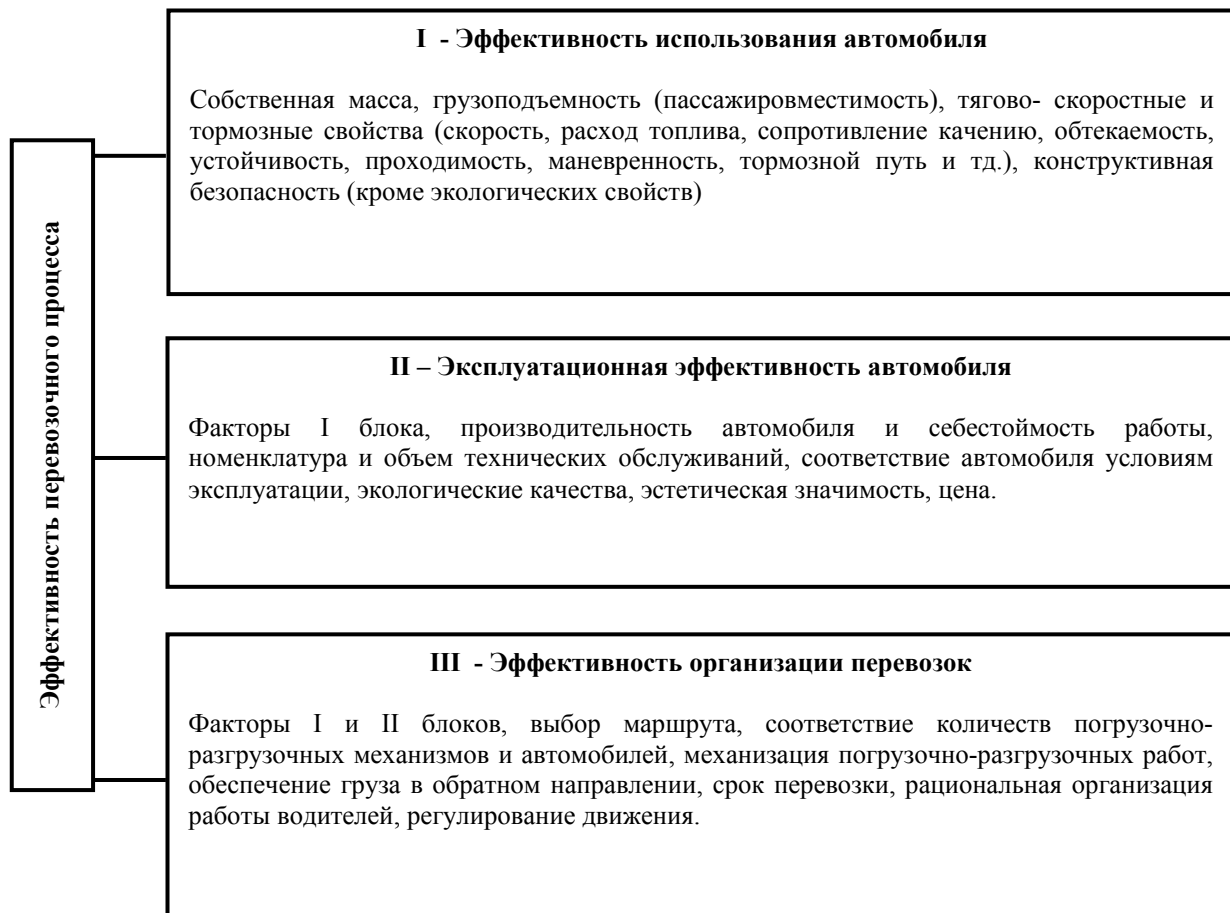 I - Эффективность использования автомобиля
Собственная масса, грузоподъемность (пассажировместимость), тягово- скоростные и
тормозные свойства (скорость, расход топлива, сопротивление качению, обтекаемость,
устойчивость, проходимость, маневренность, тормозной путь и тд.), конструктивная
безопасность (кроме экологических свойств)
Эффективность перевозочного процесса
II – Эксплуатационная эффективность автомобиля
Факторы I блока, производительность автомобиля и себестоймость работы,
номенклатура и объем технических обслуживаний, соответствие автомобиля условиям
эксплуатации, экологические качества, эстетическая значимость, цена.
III - Эффективность организации перевозок
Факторы I и II блоков, выбор маршрута, соответствие количеств погрузочно-
разгрузочных механизмов и автомобилей, механизация погрузочно-разгрузочных работ,
обеспечение груза в обратном направлении, срок перевозки, рациональная организация
работы водителей, регулирование движения.